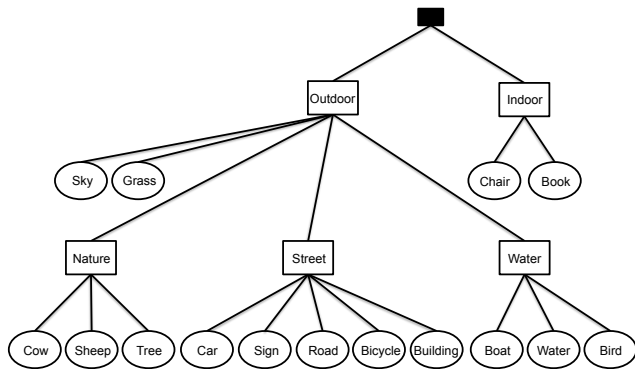 Outdoor Indoor
Sky Grass Chair Book
Nature Street Water
Cow Sheep Tree Car Sign Road Bicycle Building Boat Water Bird